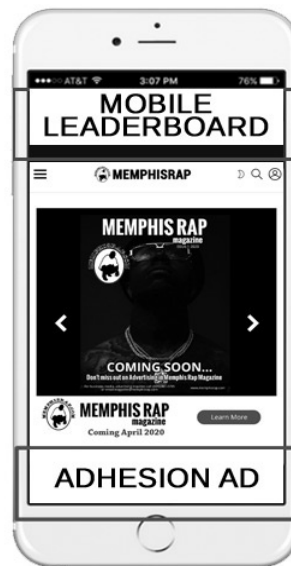 AT&T 3:07 PM 76%
MOBILE
LEADERBOARD
MEMPHISRAP
MEMPHIS RAP
magazine
COMING SOON...
Don't miss out on Advertising in Memphis Rap Magazine
MEMPHIS RAP
magazine
Coming April 2020
Learn More
ADHESION AD